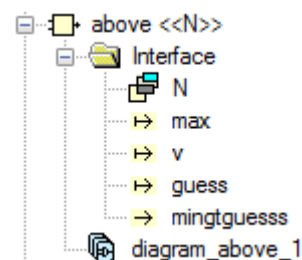 above <<N>>
Interface
N
max
v
guess
mingtguesss
diagram_above_1